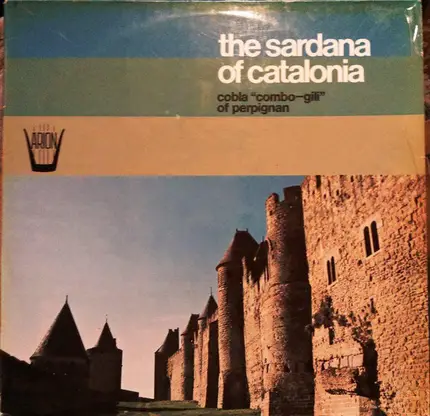 the sardana
of catalonia
cobla "combo-gili"
of perpignan
ARION